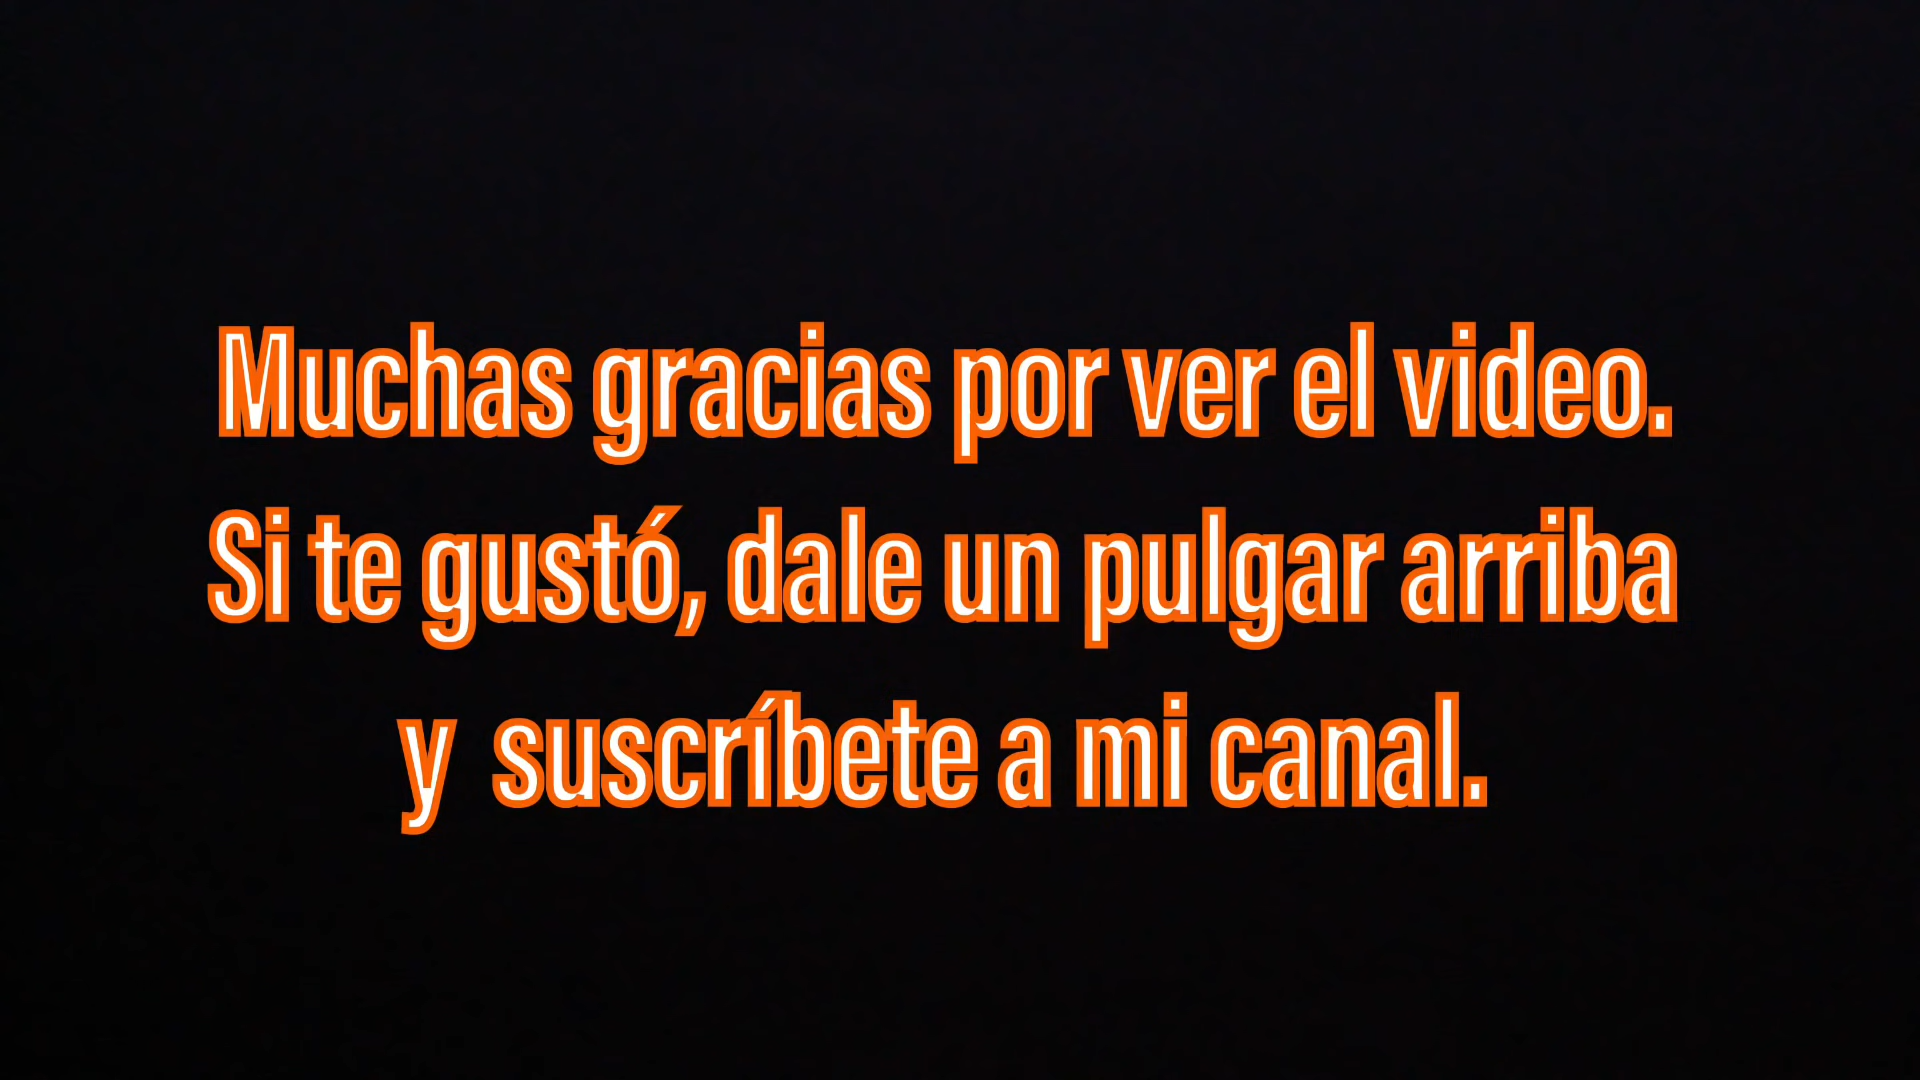 Muchas gracias por ver el video.
Si te gustó, dale un pulgar arriba
y suscríbete a mi canal.